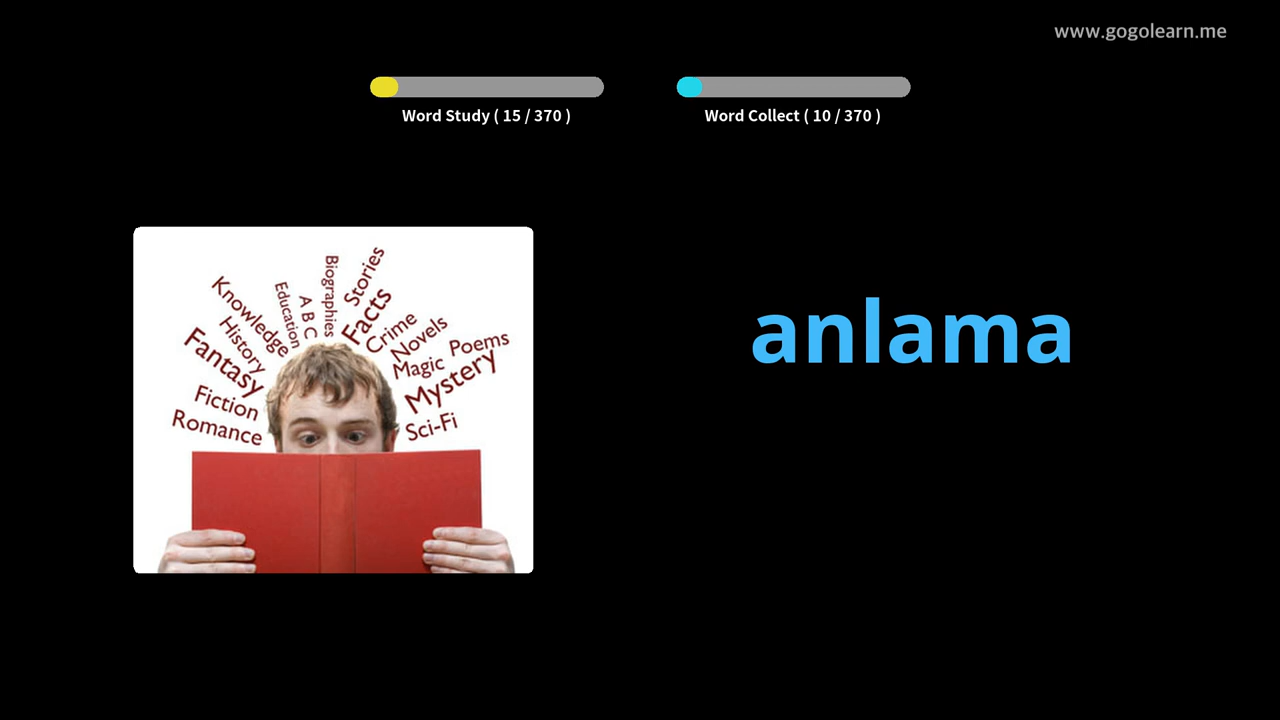 www.gogolearn.me
Word Study ( 15 / 370 )
Word Collect ( 10 / 370 )
Knowledge
History
Fantasy
Fiction
Romance
Education
A B C
Biographies
Stories
Facts
Crime
Novels
Magic
Poems
Mystery
Sci-Fi
anlama